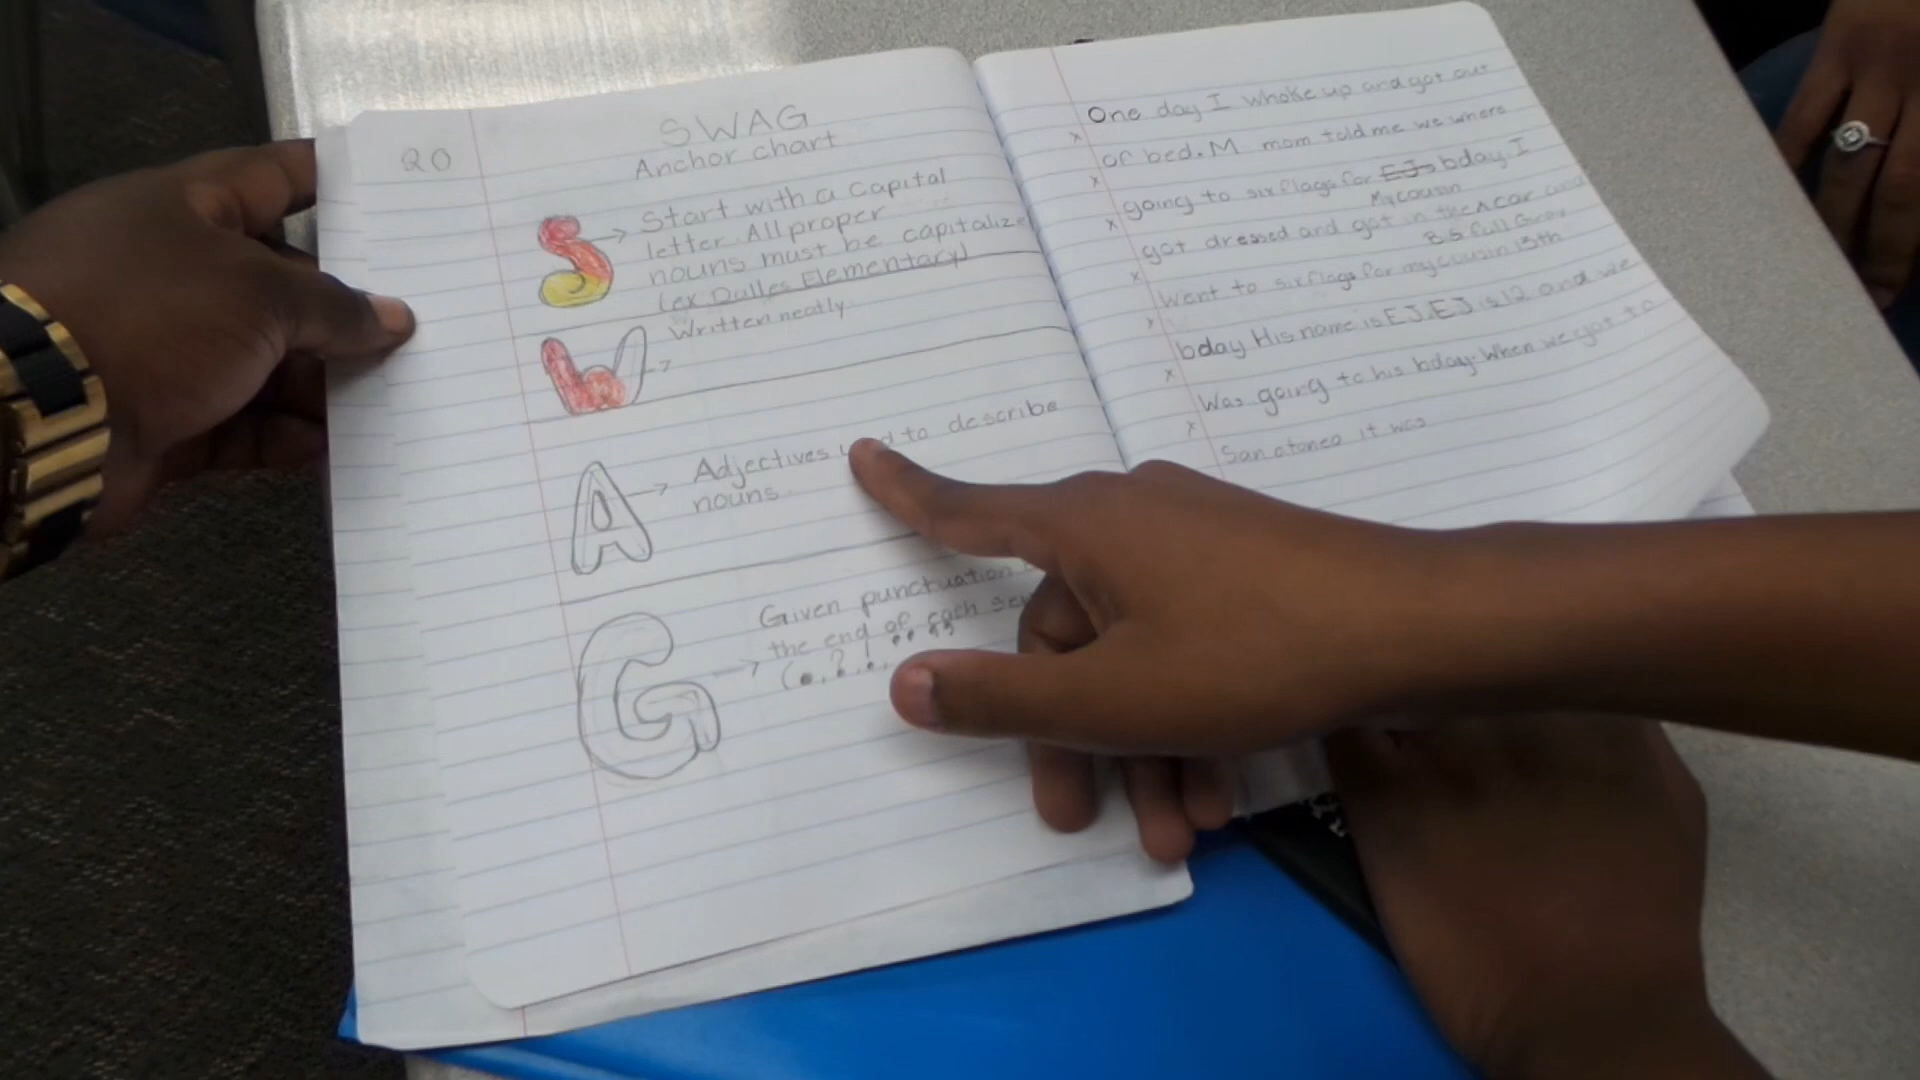 20
SWAG
Anchor chart
S → Start with a capital
letter. All proper
nouns must be capitalize
(ex Dalles Elementary)
W → Written neatly
A → Adjectives to describe
nouns.
G → Given punctuation
the end of each
(. , ?
One day I whoke up and got out
of bed. M mom told me we where
going to six flags for EJs bday I
My cousin
got dressed and got in the car and
Went to six flags for my cousin 13th
bday His name is EJ. EJ is 12 and we
Was going to his bday. When we got to
San atoneo it was